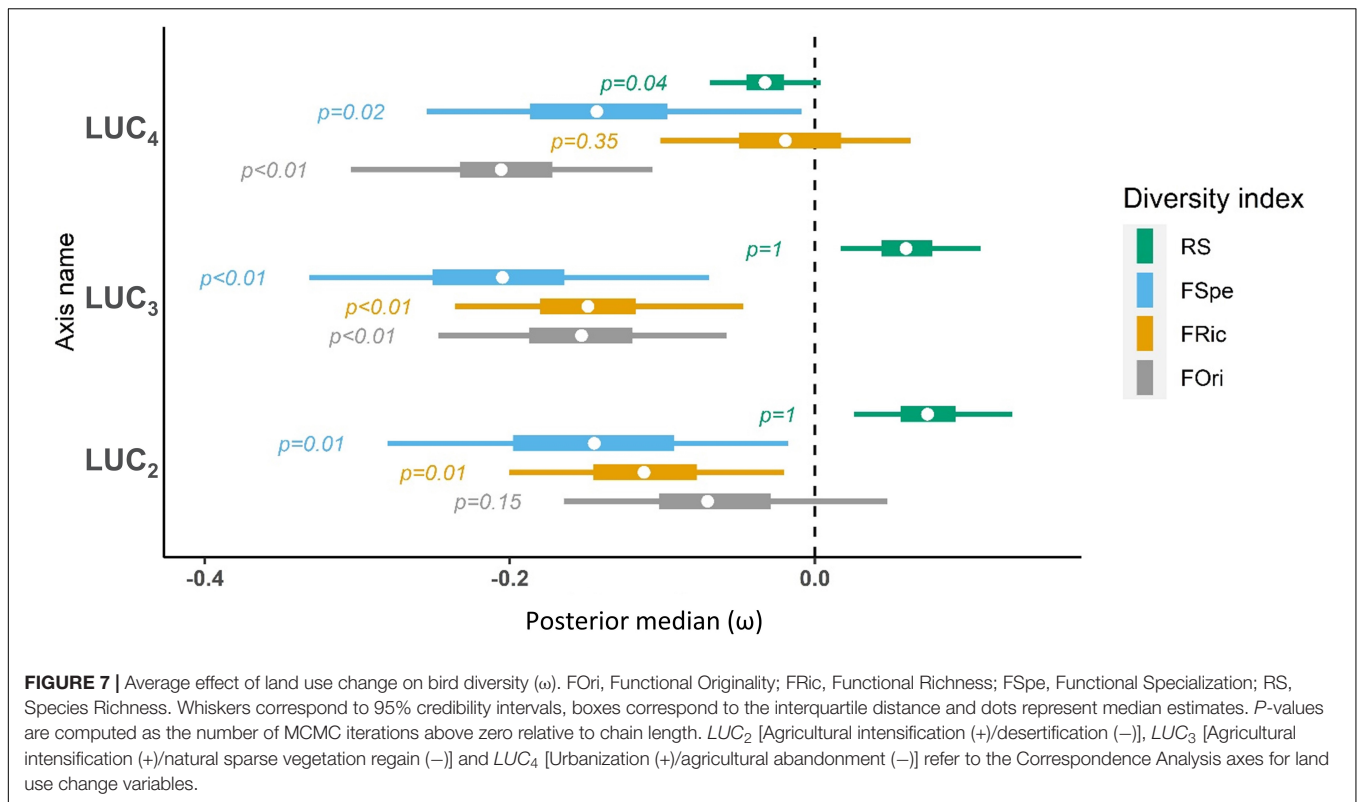 p=0.04
p=0.02
LUC4
p=0.35
p<0.01
Axis name
p=1
p<0.01
LUC3
p<0.01
p<0.01
p=1
p=0.01
LUC2
p=0.01
p=0.15
-0.4 -0.2 0.0
Posterior median (ω)
Diversity index
RS
FSpe
FRic
FOri
FIGURE 7 | Average effect of land use change on bird diversity (ω). FOri, Functional Originality; FRic, Functional Richness; FSpe, Functional Specialization; RS,
Species Richness. Whiskers correspond to 95% credibility intervals, boxes correspond to the interquartile distance and dots represent median estimates. P-values
are computed as the number of MCMC iterations above zero relative to chain length. LUC2 [Agricultural intensification (+)/desertification (−)], LUC3 [Agricultural
intensification (+)/natural sparse vegetation regain (−)] and LUC4 [Urbanization (+)/agricultural abandonment (−)] refer to the Correspondence Analysis axes for land
use change variables.